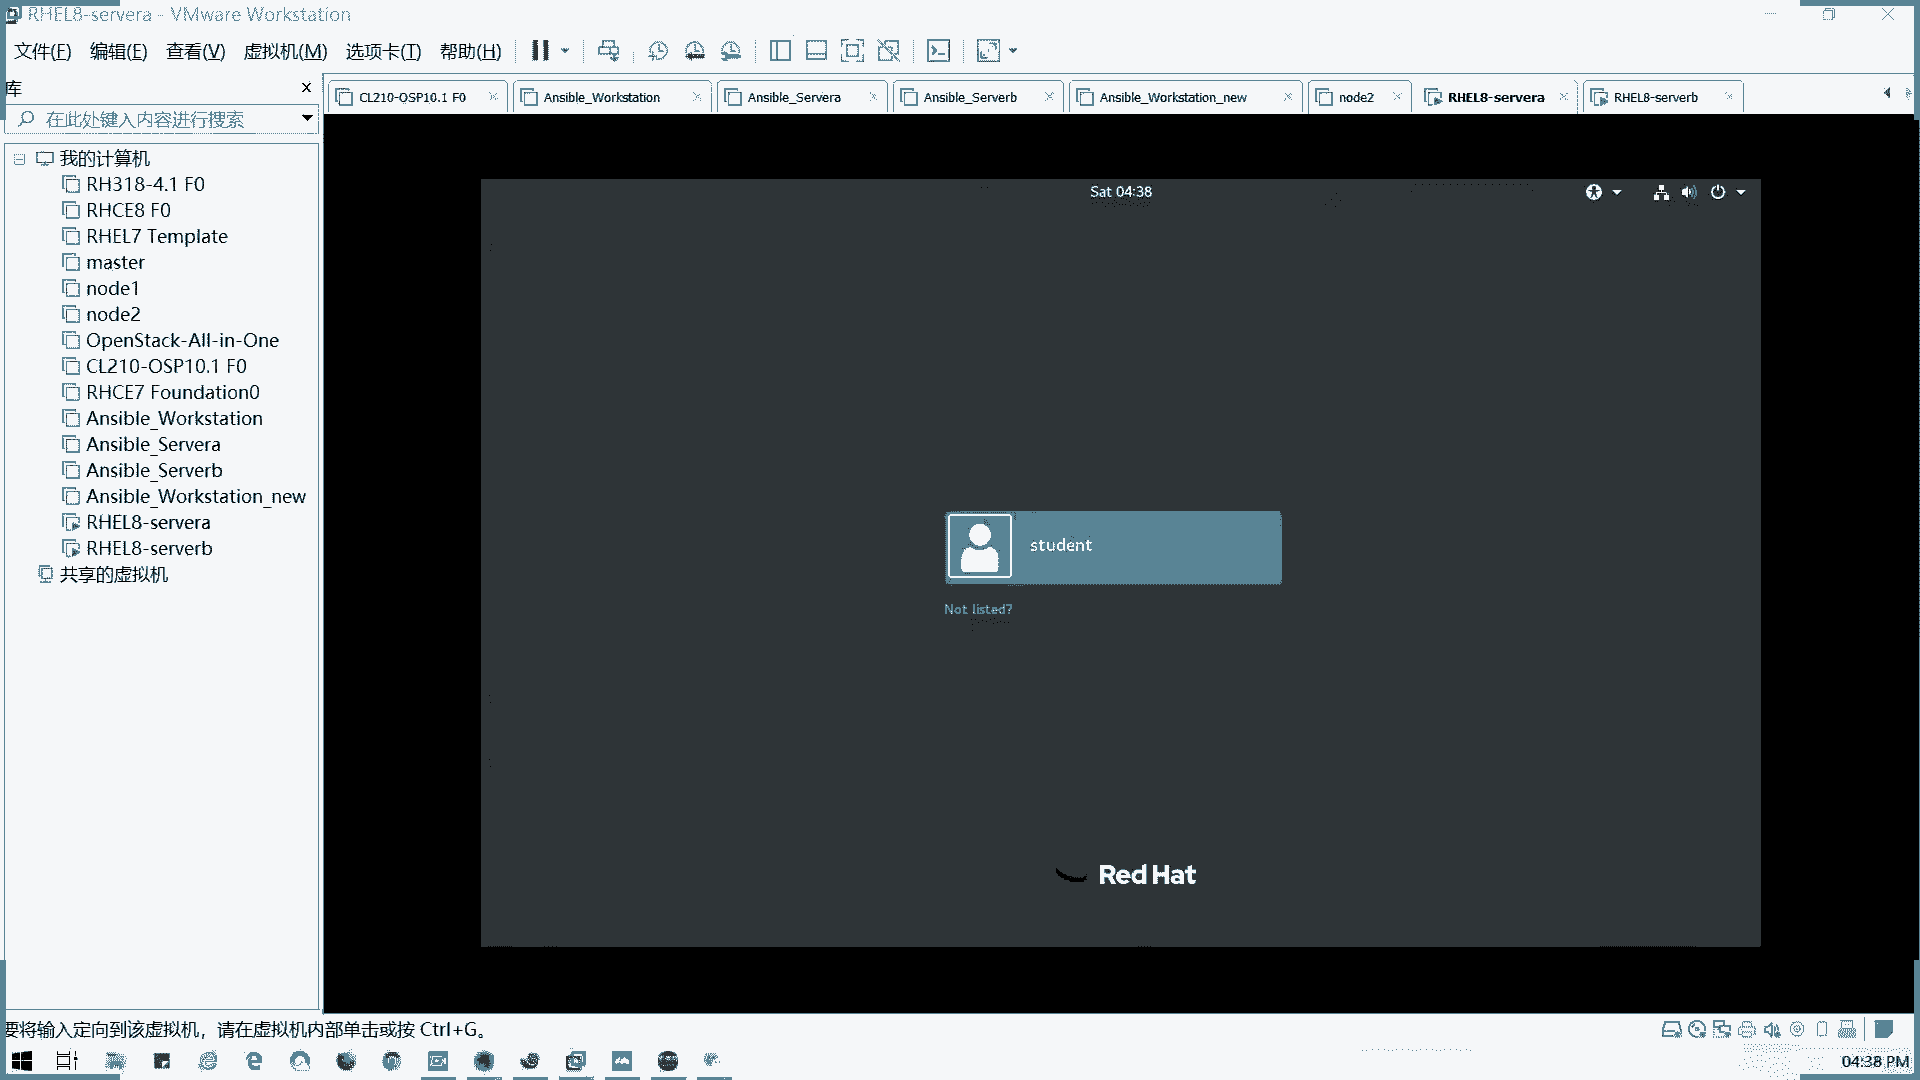 RHEL8-servera - VMware Workstation
文件(F) 编辑(E) 查看(V) 虚拟机(M) 选项卡(T) 帮助(H)
库
CL210-OSP10.1 F0 Ansible_Workstation Ansible_Servera Ansible_Serverb Ansible_Workstation_new node2 RHEL8-servera RHEL8-serverb
在此处键入内容进行搜索
我的计算机
RH318-4.1 F0
RHCE8 F0
RHEL7 Template
master
node1
node2
OpenStack-All-in-One
CL210-OSP10.1 F0
RHCE7 Foundation0
Ansible_Workstation
Ansible_Servera
Ansible_Serverb
Ansible_Workstation_new
RHEL8-servera
RHEL8-serverb
共享的虚拟机
Sat 04:38
student
Not listed?
Red Hat
要将输入定向到该虚拟机，请在虚拟机内部单击或按 Ctrl+G。
04:38 PM